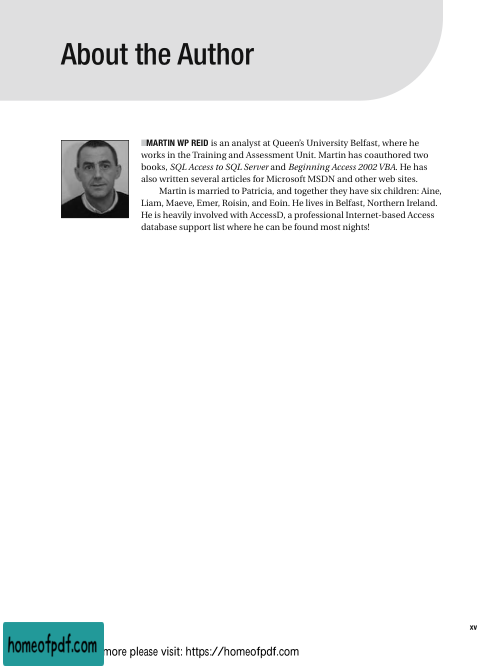 About the Author
MARTIN WP REID is an analyst at Queen's University Belfast, where he
works in the Training and Assessment Unit. Martin has coauthored two
books, SQL Access to SQL Server and Beginning Access 2002 VBA. He has
also written several articles for Microsoft MSDN and other web sites.
Martin is married to Patricia, and together they have six children: Aine,
Liam, Maeve, Emer, Roisin, and Eoin. He lives in Belfast, Northern Ireland.
He is heavily involved with AccessD, a professional Internet-based Access
database support list where he can be found most nights!
xv
homeofpdf.com
more please visit: https://homeofpdf.com